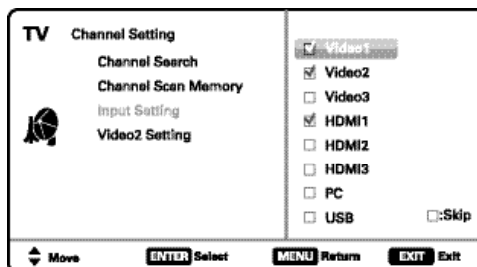 TV Channel Setting
Channel Search
Channel Scan Memory
Input Setting
Video2 Setting
Video1
Video2
Video3
HDMI1
HDMI2
HDMI3
PC
USB
:Skip
Move ENTER Select MENU Return EXIT Exit